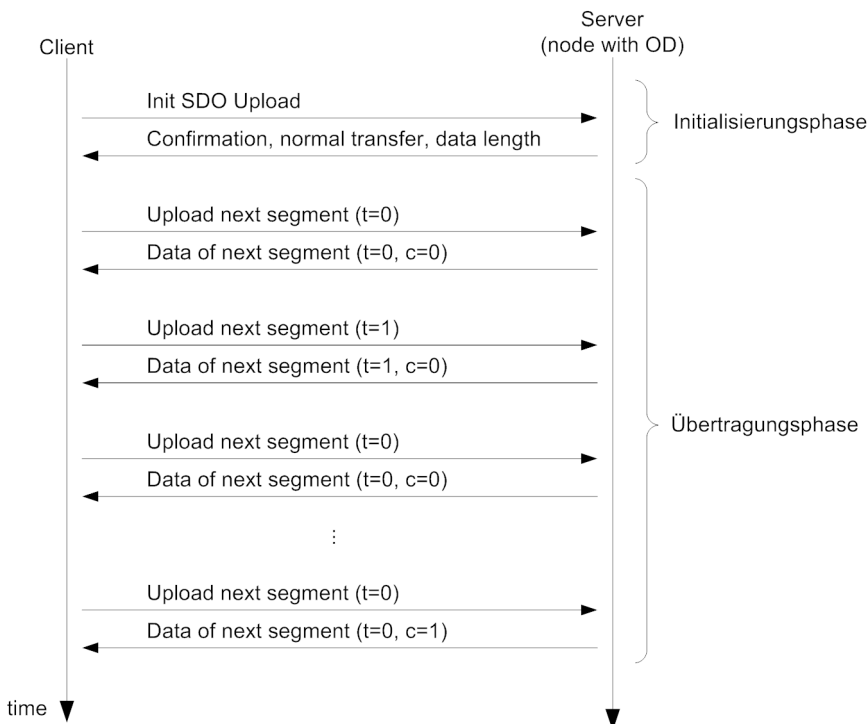 Client
Server
(node with OD)
Init SDO Upload
Confirmation, normal transfer, data length
Initialisierungsphase
Upload next segment (t=0)
Data of next segment (t=0, c=0)
Upload next segment (t=1)
Data of next segment (t=1, c=0)
Übertragungsphase
Upload next segment (t=0)
Data of next segment (t=0, c=0)
⋮
Upload next segment (t=0)
Data of next segment (t=0, c=1)
time